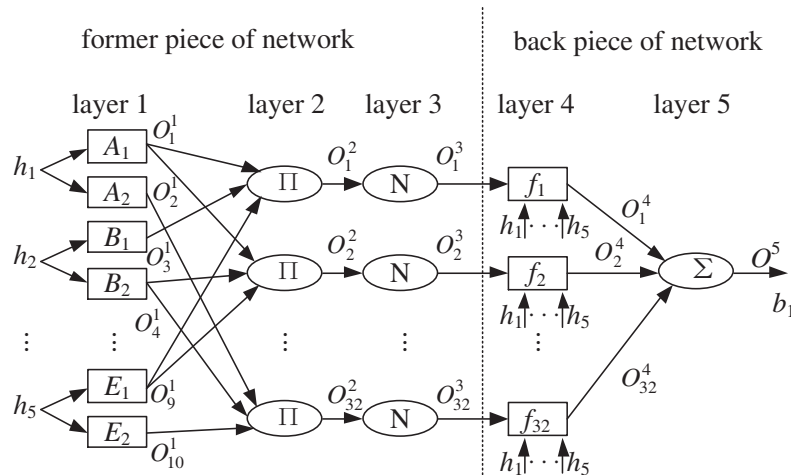 former piece of network
back piece of network
layer 1
layer 2
layer 3
layer 4
layer 5
h₁
A₁
A₂
O₁¹
O₂¹
h₂
B₁
B₂
O₃¹
O₄¹
⋮ ⋮
h₅
E₁
E₂
O₉¹
O₁₀¹
Π O₁² N O₁³
f₁
h₁ ··· h₅
O₁⁴
Π O₂² N O₂³
f₂
h₁ ··· h₅
O₂⁴
⋮ ⋮ ⋮
Π O₃₂² N O₃₂³
f₃₂
h₁ ··· h₅
O₃₂⁴
Σ
O⁵
b₁